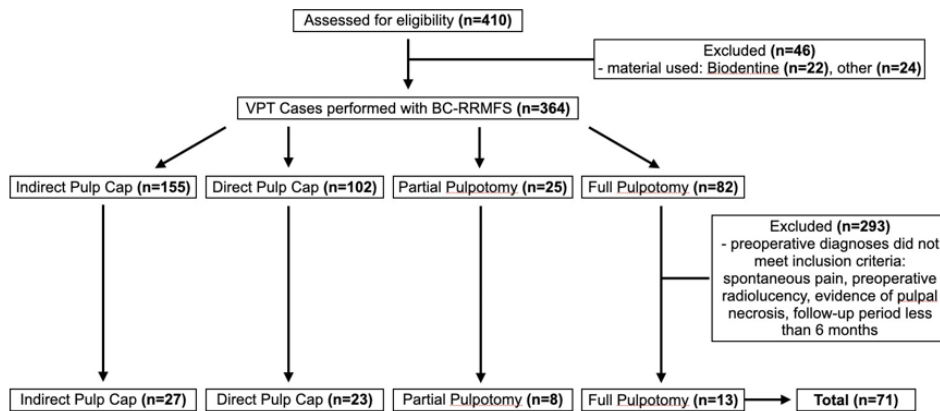 Assessed for eligibility (n=410)
Excluded (n=46)
- material used: Biodentine (n=22), other (n=24)
VPT Cases performed with BC-RRMFS (n=364)
Indirect Pulp Cap (n=155)
Direct Pulp Cap (n=102)
Partial Pulpotomy (n=25)
Full Pulpotomy (n=82)
Excluded (n=293)
- preoperative diagnoses did not
meet inclusion criteria:
spontaneous pain, preoperative
radiolucency, evidence of pulpal
necrosis, follow-up period less
than 6 months
Indirect Pulp Cap (n=27)
Direct Pulp Cap (n=23)
Partial Pulpotomy (n=8)
Full Pulpotomy (n=13)
Total (n=71)